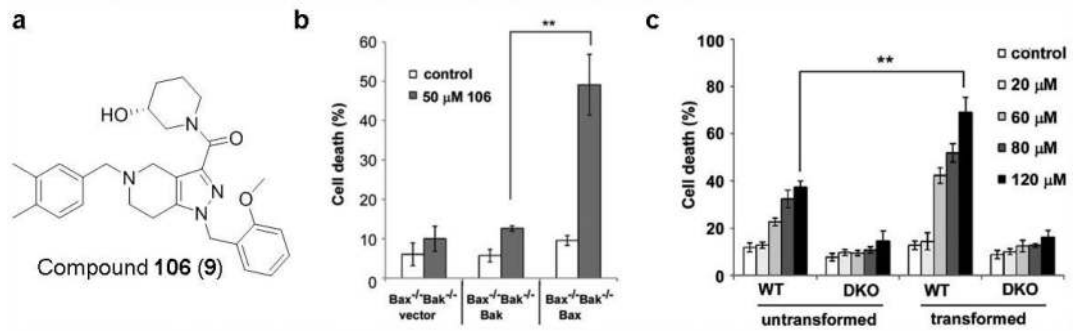 a
HO
N
O
N
N
N
O
Compound 106 (9)
b
**
60
50
40
30
20
10
0
Cell death (%)
control
50 μM 106
Bax-/-Bak-/-
vector
Bax-/-Bak-/-
Bak
Bax-/-Bak-/-
Bax
c
**
100
80
60
40
20
0
Cell death (%)
control
20 μM
60 μM
80 μM
120 μM
WT DKO WT DKO
untransformed transformed